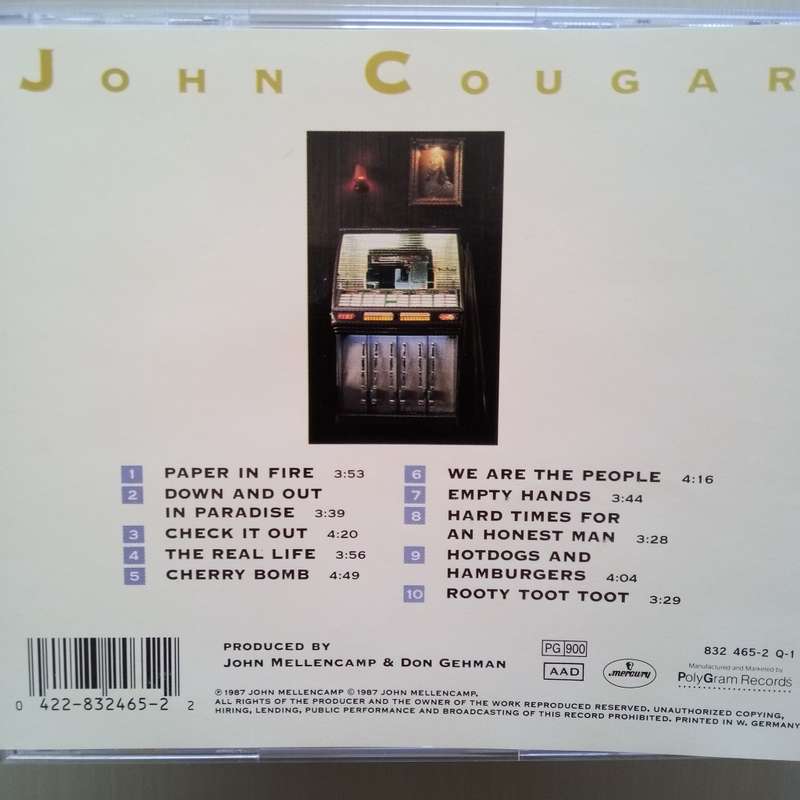 JOHN COUGAR
1 PAPER IN FIRE 3:53
2 DOWN AND OUT
IN PARADISE 3:39
3 CHECK IT OUT 4:20
4 THE REAL LIFE 3:56
5 CHERRY BOMB 4:49
6 WE ARE THE PEOPLE 4:16
7 EMPTY HANDS 3:44
8 HARD TIMES FOR
AN HONEST MAN 3:28
9 HOTDOGS AND
HAMBURGERS 4:04
10 ROOTY TOOT TOOT 3:29
PRODUCED BY
JOHN MELLENCAMP & DON GEHMAN
PG 900
AAD
mercury
832 465-2 Q-1
Manufactured and Marketed by
PolyGram Records
0 422-832465-2 2
℗ 1987 JOHN MELLENCAMP © 1987 JOHN MELLENCAMP,
ALL RIGHTS OF THE PRODUCER AND THE OWNER OF THE WORK REPRODUCED RESERVED. UNAUTHORIZED COPYING,
HIRING, LENDING, PUBLIC PERFORMANCE AND BROADCASTING OF THIS RECORD PROHIBITED. PRINTED IN W. GERMANY